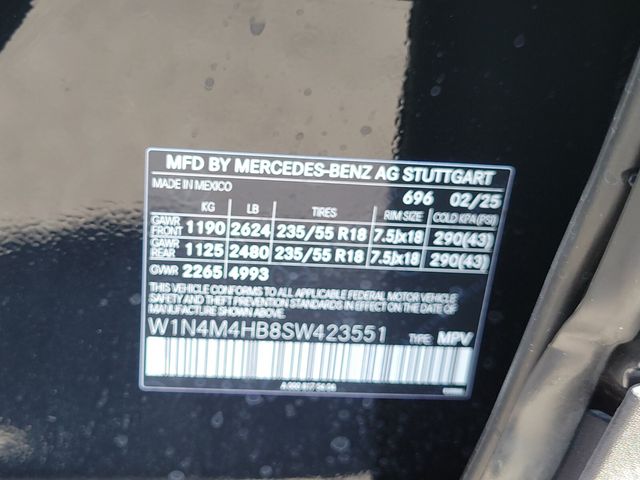 MFD BY MERCEDES-BENZ AG STUTTGART
MADE IN MEXICO 696 02/25
KG LB TIRES RIM SIZE COLD KPA (PSI)
GAWR FRONT 1190 2624 235/55 R18 7.5Jx18 290(43)
GAWR REAR 1125 2480 235/55 R18 7.5Jx18 290(43)
GVWR 2265 4993
THIS VEHICLE CONFORMS TO ALL APPLICABLE FEDERAL MOTOR VEHICLE
SAFETY AND THEFT PREVENTION STANDARDS IN EFFECT ON THE DATE
OF MANUFACTURE SHOWN ABOVE.
W1N4M4HB8SW423551 TYPE: MPV